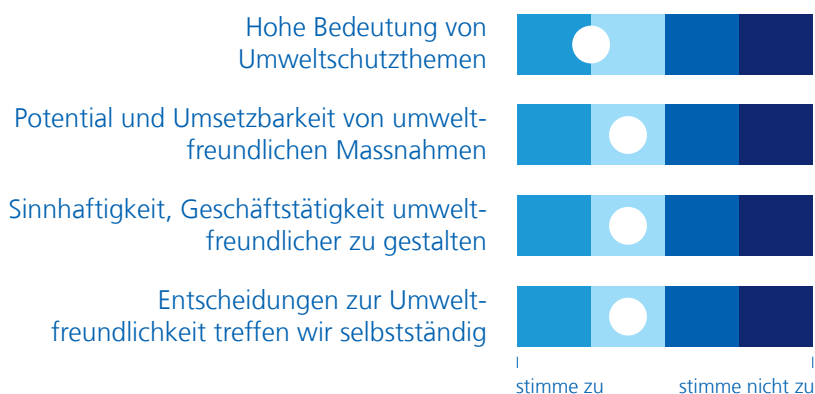 Hohe Bedeutung von
Umweltschutzthemen
Potential und Umsetzbarkeit von umwelt-
freundlichen Massnahmen
Sinnhaftigkeit, Geschäftstätigkeit umwelt-
freundlicher zu gestalten
Entscheidungen zur Umwelt-
freundlichkeit treffen wir selbstständig
stimme zu
stimme nicht zu